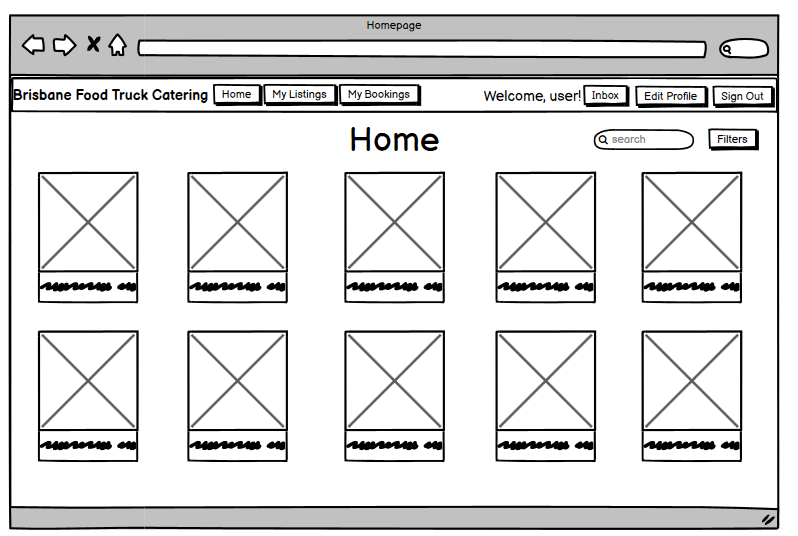 Homepage
Brisbane Food Truck Catering Home My Listings My Bookings Welcome, user! Inbox Edit Profile Sign Out
Home search Filters